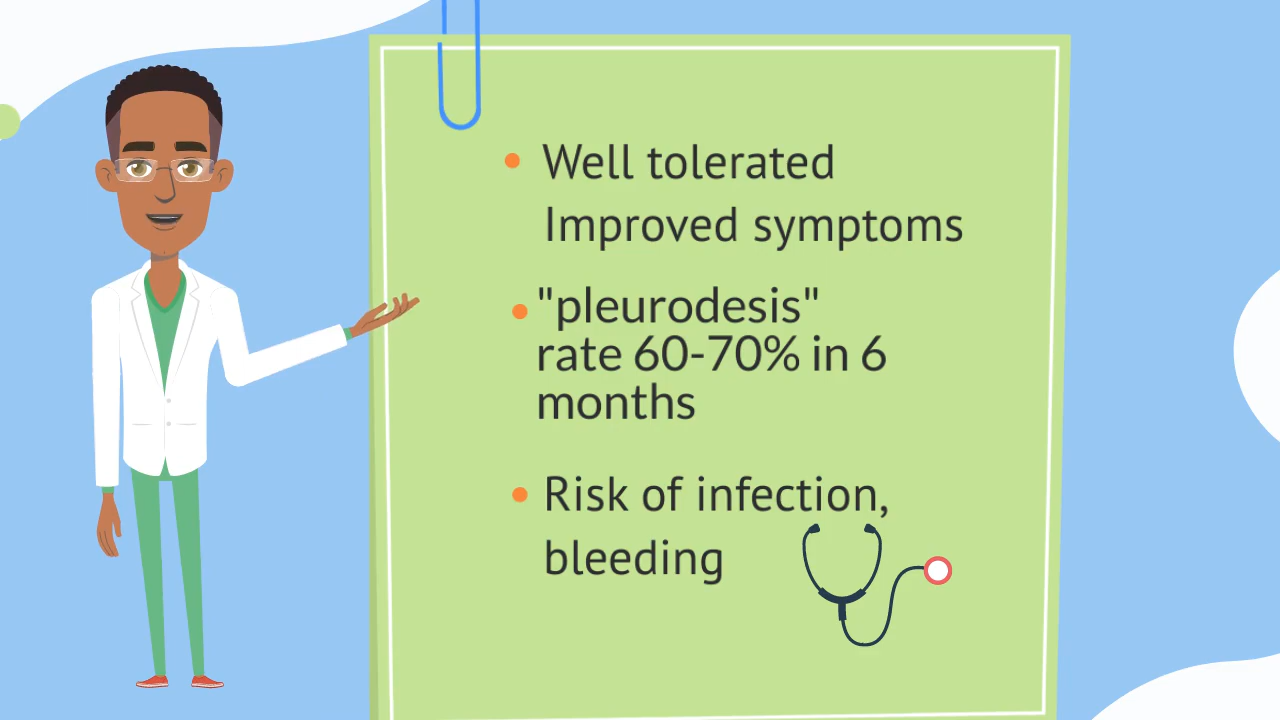 Well tolerated
Improved symptoms
"pleurodesis"
rate 60-70% in 6
months
Risk of infection,
bleeding